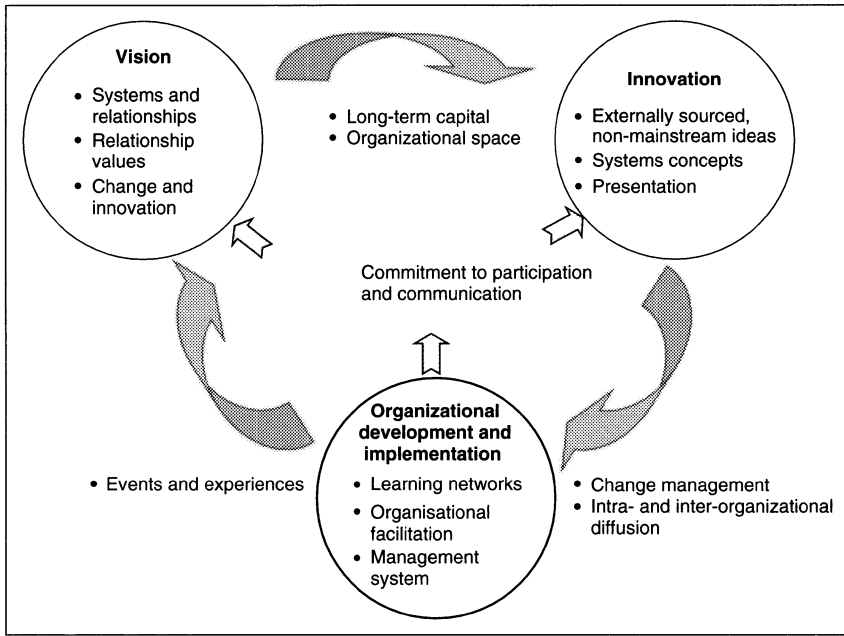 Vision
• Systems and
relationships
• Relationship
values
• Change and
innovation
• Long-term capital
• Organizational space
Innovation
• Externally sourced,
non-mainstream ideas
• Systems concepts
• Presentation
Commitment to participation
and communication
Organizational
development and
implementation
• Learning networks
• Organisational
facilitation
• Management
system
• Events and experiences
• Change management
• Intra- and inter-organizational
diffusion